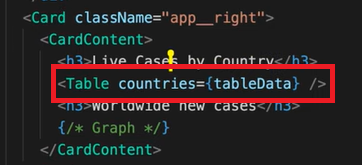 <Card className="app__right">
<CardContent>
<h3>Live Cases by Country</h3>
<Table countries={tableData} />
<h3>Worldwide new cases</h3>
{/* Graph */}
</CardContent>